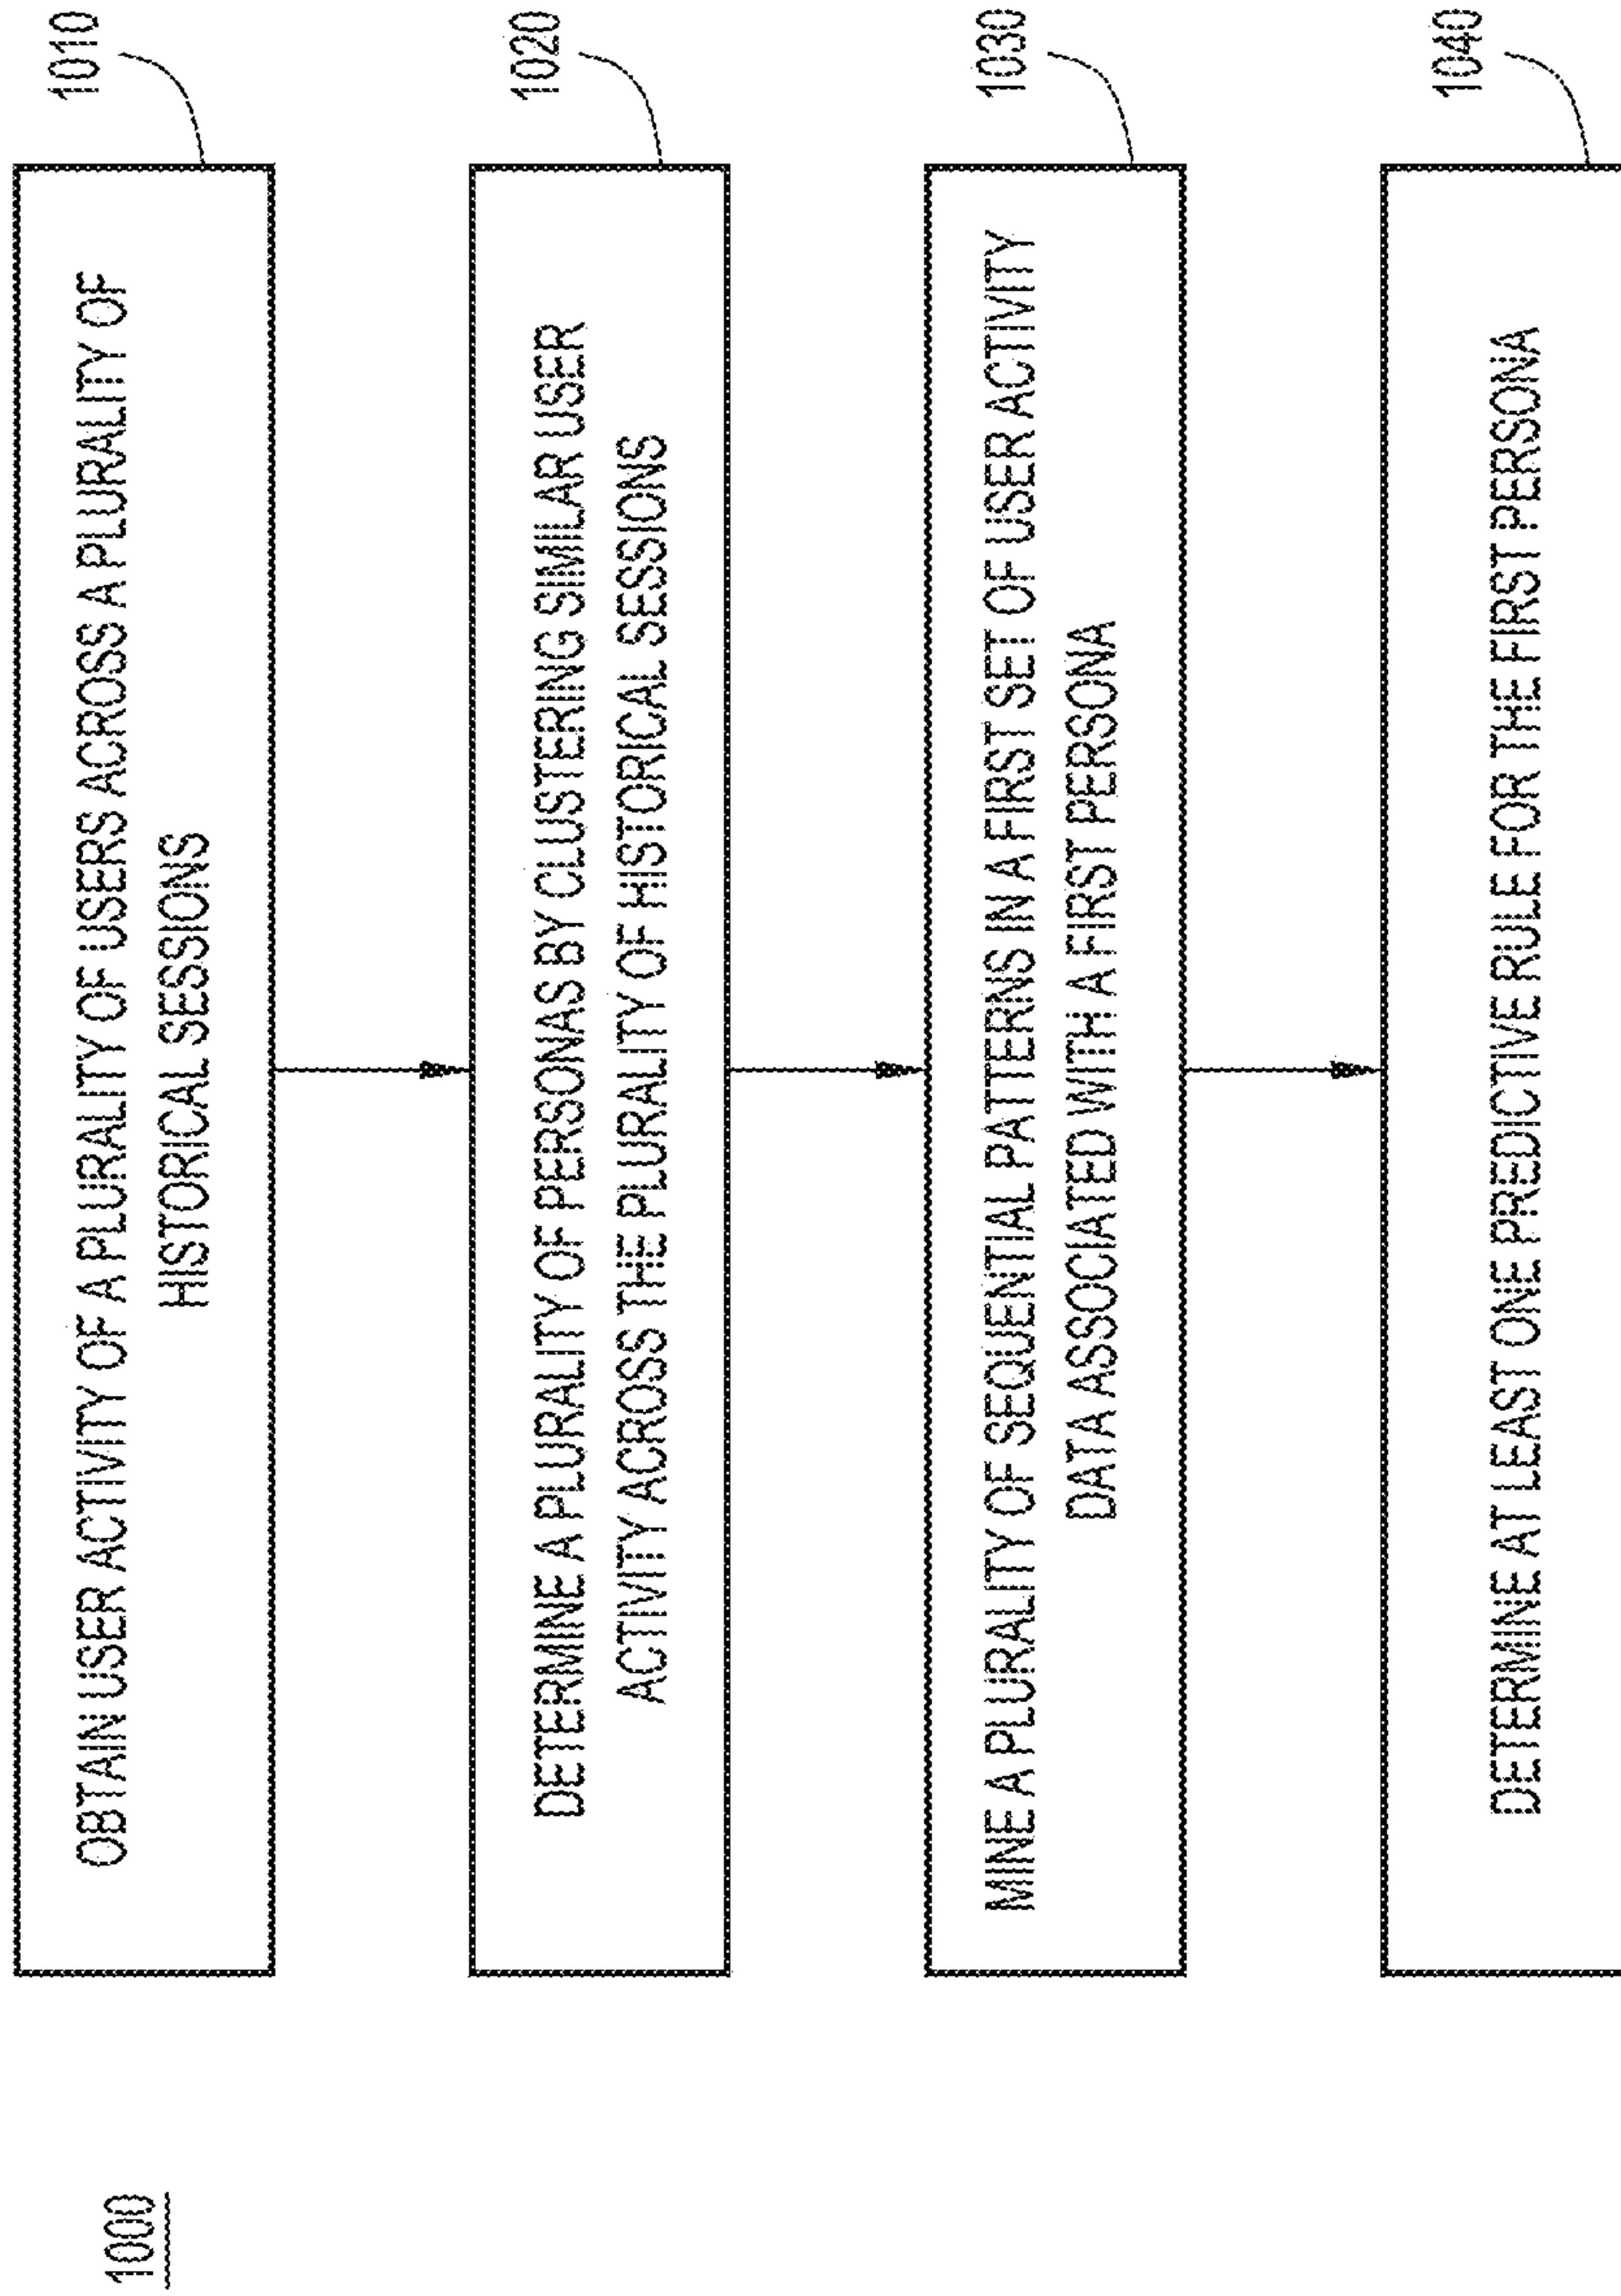 1000
OBTAIN USER ACTIVITY OF A PLURALITY OF USERS ACROSS A PLURALITY OF
HISTORICAL SESSIONS
1010
DETERMINE A PLURALITY OF PERSONAS BY CLUSTERING SIMILAR USER
ACTIVITY ACROSS THE PLURALITY OF HISTORICAL SESSIONS
1020
MINE A PLURALITY OF SEQUENTIAL PATTERNS IN A FIRST SET OF USER ACTIVITY
DATA ASSOCIATED WITH A FIRST PERSONA
1030
DETERMINE AT LEAST ONE PREDICTIVE RULE FOR THE FIRST PERSONA
1040